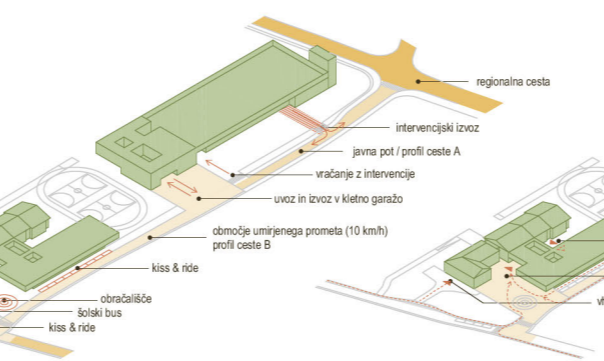 regionalna cesta
intervencijski izvoz
javna pot / profil ceste A
vračanje z intervencije
uvoz in izvoz v kletno garažo
območje umirjenega prometa (10 km/h)
profil ceste B
kiss & ride
obračališče
šolski bus
kiss & ride